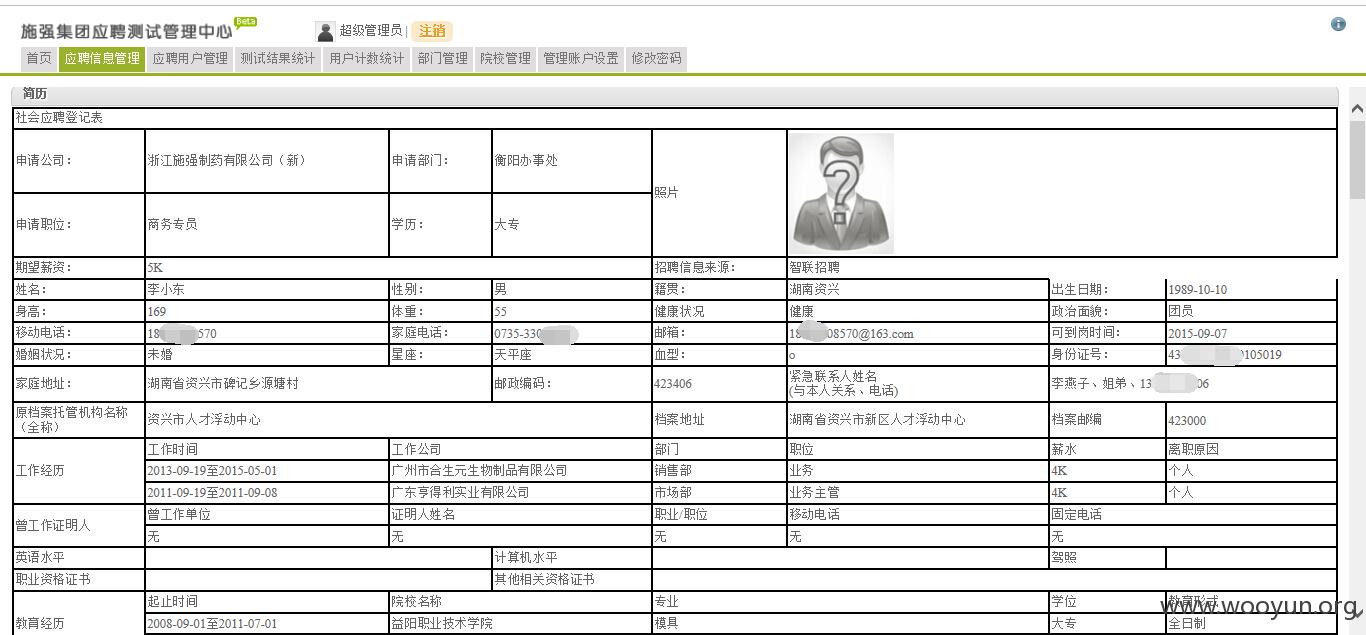 施强集团应聘测试管理中心 Beta 超级管理员 | 注销
首页 应聘信息管理 应聘用户管理 测试结果统计 用户计数统计 部门管理 院校管理 管理账户设置 修改密码
简历
社会应聘登记表
申请公司： 浙江施强制药有限公司（新） 申请部门： 衡阳办事处
照片
申请职位： 商务专员 学历： 大专
期望薪资： 5K 招聘信息来源： 智联招聘
姓名： 李小东 性别： 男 籍贯： 湖南资兴 出生日期： 1989-10-10
身高： 169 体重： 55 健康状况 健康 政治面貌： 团员
移动电话： 18 570 家庭电话： 0735-330 邮箱： 18 08570@163.com 可到岗时间： 2015-09-07
婚姻状况： 未婚 星座： 天平座 血型： o 身份证号： 43 0105019
家庭地址： 湖南省资兴市碑记乡源塘村 邮政编码： 423406 紧急联系人姓名
(与本人关系、电话) 李燕子、姐弟、13 06
原档案托管机构名称
（全称） 资兴市人才浮动中心 档案地址 湖南省资兴市新区人才浮动中心 档案邮编 423000
工作经历 工作时间 工作公司 部门 职位 薪水 离职原因
2013-09-19至2015-05-01 广州市合生元生物制品有限公司 销售部 业务 4K 个人
2011-09-19至2011-09-08 广东亨得利实业有限公司 市场部 业务主管 4K 个人
曾工作证明人 曾工作单位 证明人姓名 职业/职位 移动电话 固定电话
无 无 无 无 无
英语水平 计算机水平 驾照
职业资格证书 其他相关资格证书
教育经历 起止时间 院校名称 专业 学位 教育形式
2008-09-01至2011-07-01 益阳职业技术学院 模具 大专 全日制
www.wooyun.org